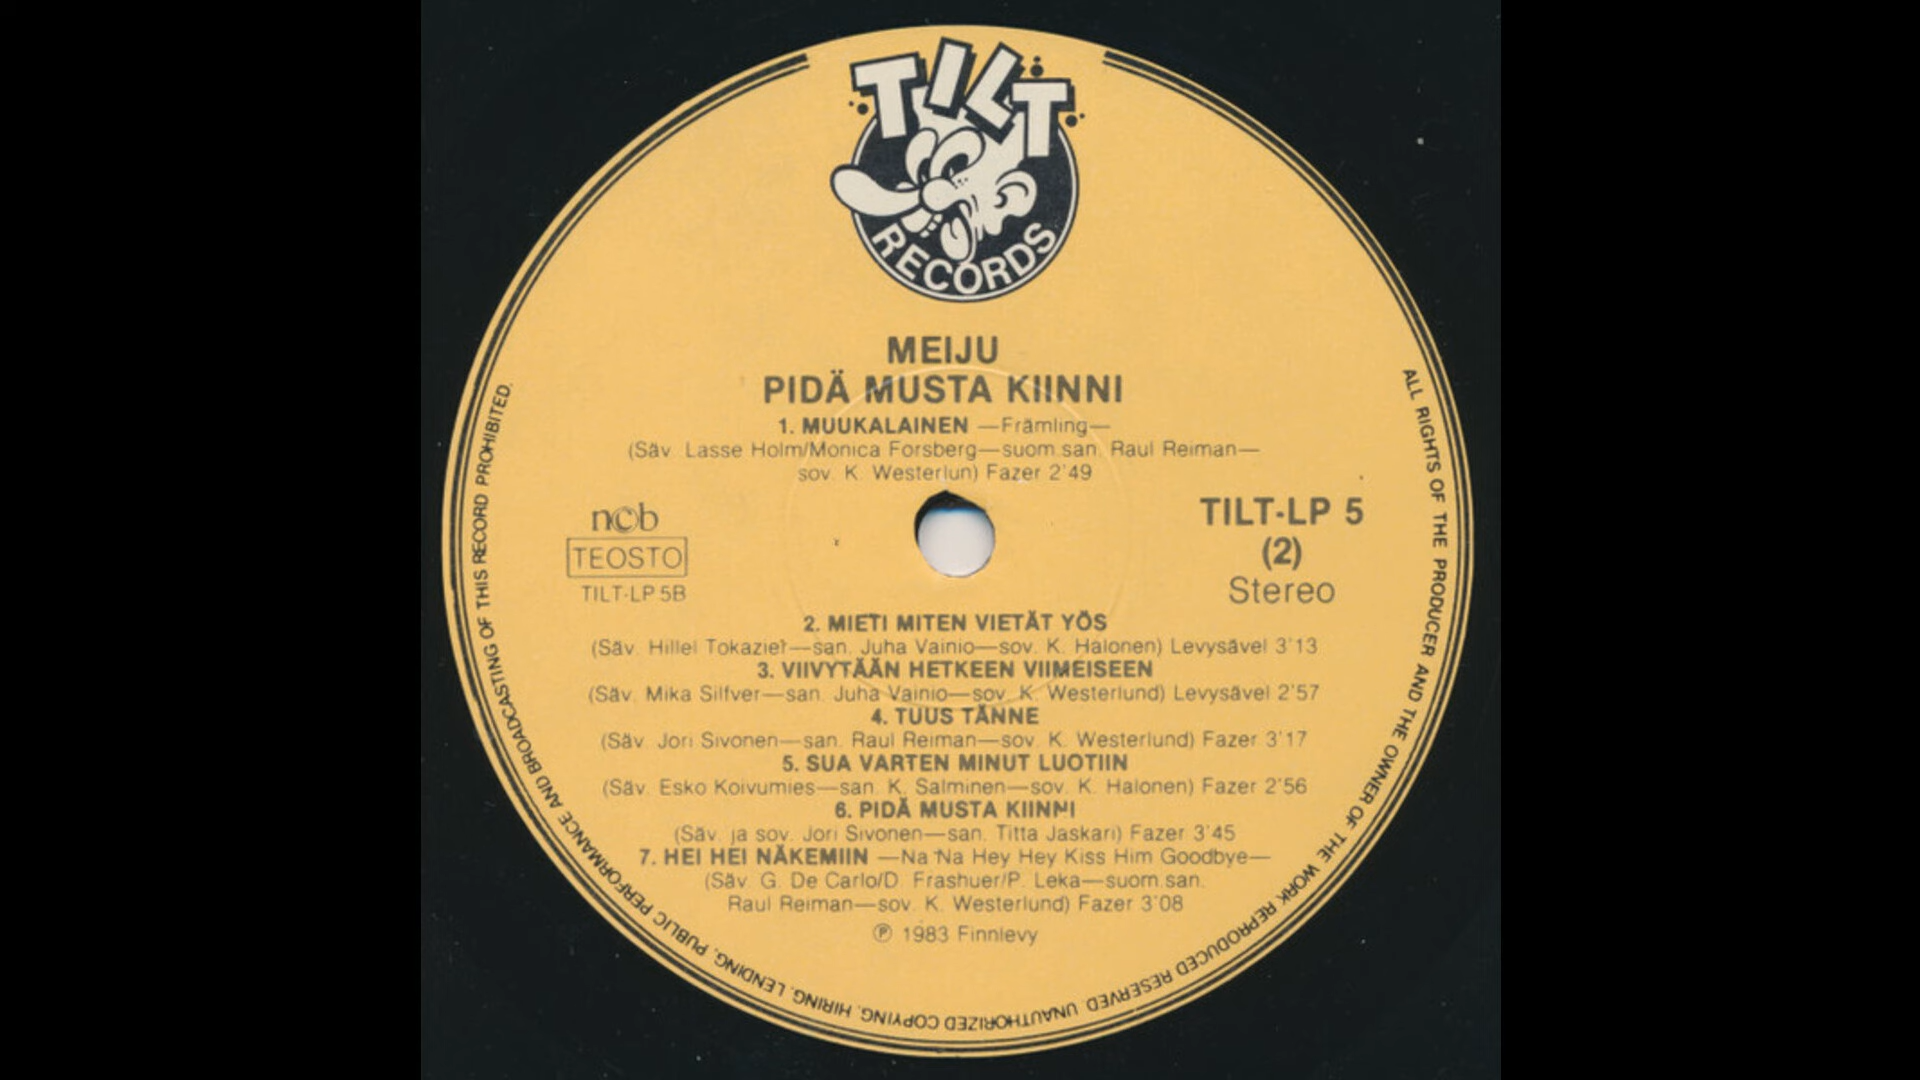 TILT
RECORDS
MEIJU
PIDÄ MUSTA KIINNI
1. MUUKALAINEN —Främling—
(Säv. Lasse Holm/Monica Forsberg—suom.san. Raul Reiman—
sov. K. Westerlun) Fazer 2'49
ncb
TEOSTO
TILT-LP 5B
TILT-LP 5
(2)
Stereo
2. MIETI MITEN VIETÄT YÖS
(Säv. Hillel Tokazier—san. Juha Vainio—sov. K. Halonen) Levysävel 3'13
3. VIIVYTÄÄN HETKEEN VIIMEISEEN
(Säv. Mika Silfver—san. Juha Vainio—sov. K. Westerlund) Levysävel 2'57
4. TUUS TÄNNE
(Säv. Jori Sivonen—san. Raul Reiman—sov. K. Westerlund) Fazer 3'17
5. SUA VARTEN MINUT LUOTIIN
(Säv. Esko Koivumies—san. K. Salminen—sov. K. Halonen) Fazer 2'56
6. PIDÄ MUSTA KIINNI
(Säv. ja sov. Jori Sivonen—san. Titta Jaskari) Fazer 3'45
7. HEI HEI NÄKEMIIN —Na Na Hey Hey Kiss Him Goodbye—
(Säv. G. De Carlo/D. Frashuer/P. Leka—suom.san.
Raul Reiman—sov. K. Westerlund) Fazer 3'08
℗ 1983 Finnlevy
ALL RIGHTS OF THE PRODUCER AND THE OWNER OF THE WORK REPRODUCED RESERVED. UNAUTHORIZED COPYING, HIRING, LENDING, PUBLIC PERFORMANCE AND BROADCASTING OF THIS RECORD PROHIBITED.